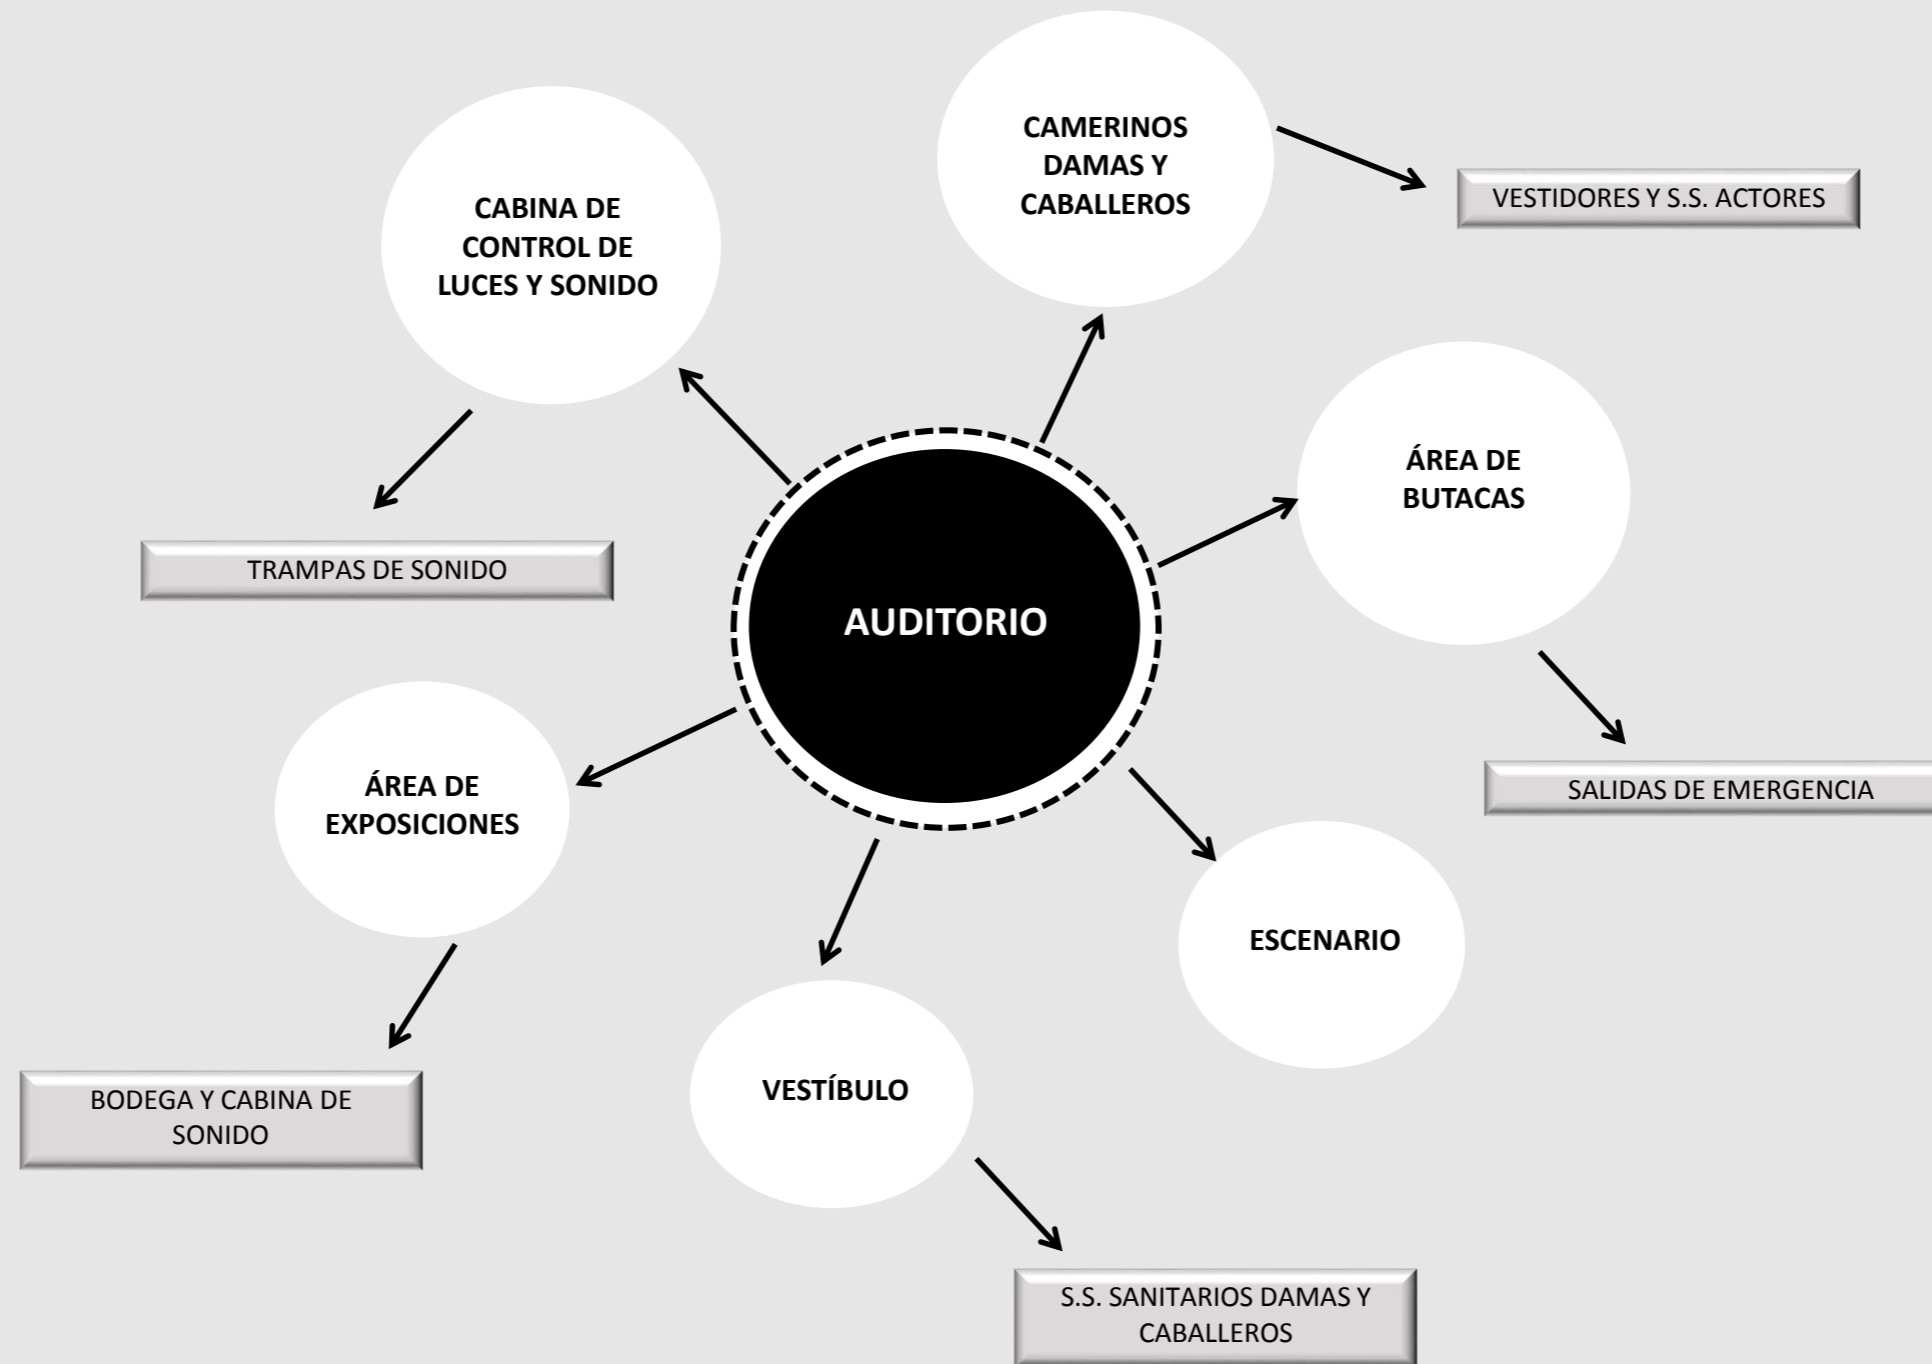 CAMERINOS
DAMAS Y
CABALLEROS
VESTIDORES Y S.S. ACTORES
CABINA DE
CONTROL DE
LUCES Y SONIDO
ÁREA DE
BUTACAS
TRAMPAS DE SONIDO
AUDITORIO
SALIDAS DE EMERGENCIA
ÁREA DE
EXPOSICIONES
ESCENARIO
VESTÍBULO
BODEGA Y CABINA DE
SONIDO
S.S. SANITARIOS DAMAS Y
CABALLEROS